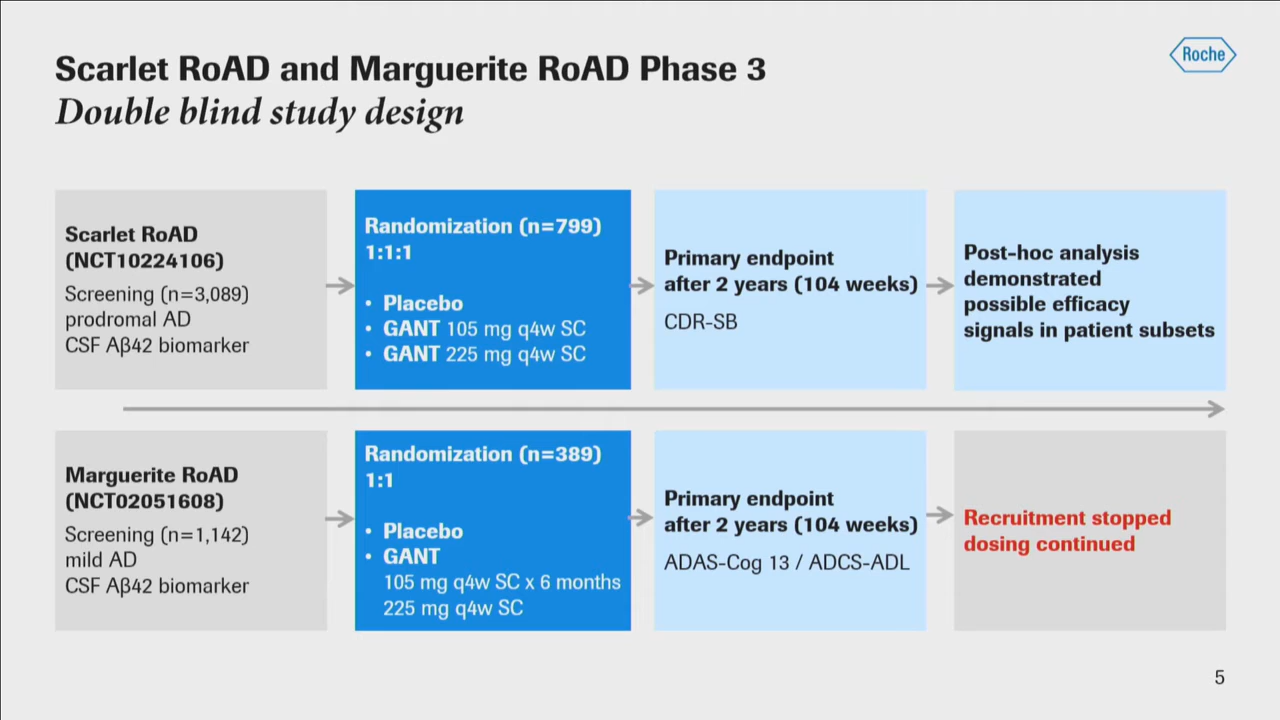 Scarlet RoAD and Marguerite RoAD Phase 3
Double blind study design
Roche
Scarlet RoAD
(NCT10224106)
Screening (n=3,089)
prodromal AD
CSF Aβ42 biomarker
Randomization (n=799)
1:1:1
• Placebo
• GANT 105 mg q4w SC
• GANT 225 mg q4w SC
Primary endpoint
after 2 years (104 weeks)
CDR-SB
Post-hoc analysis
demonstrated
possible efficacy
signals in patient subsets
Marguerite RoAD
(NCT02051608)
Screening (n=1,142)
mild AD
CSF Aβ42 biomarker
Randomization (n=389)
1:1
• Placebo
• GANT
105 mg q4w SC x 6 months
225 mg q4w SC
Primary endpoint
after 2 years (104 weeks)
ADAS-Cog 13 / ADCS-ADL
Recruitment stopped
dosing continued
5